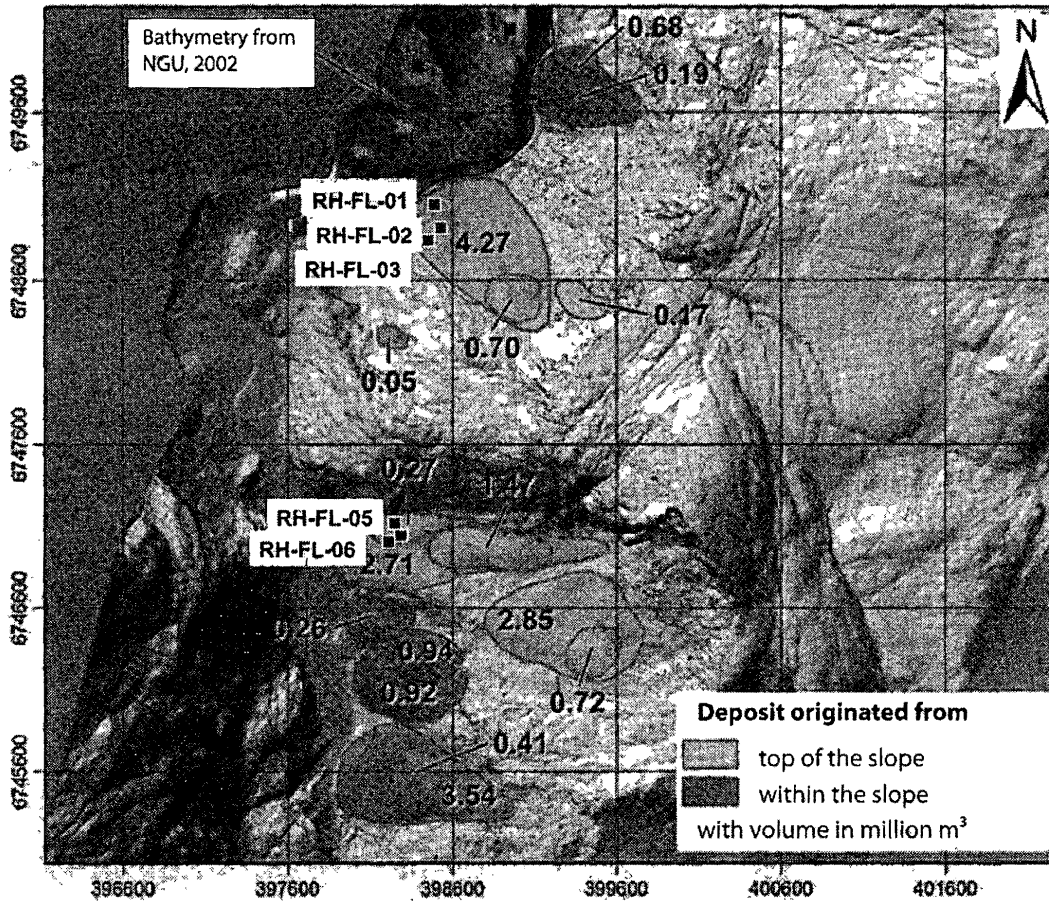 Bathymetry from
NGU, 2002
N
0.68
0.19
RH-FL-01
RH-FL-02
RH-FL-03
4.27
0.17
0.70
0.05
0.27
1.47
RH-FL-05
RH-FL-06
2.71
0.26
2.85
0.94
0.92
0.72
0.41
3.54
Deposit originated from
top of the slope
within the slope
with volume in million m³
6749600
6748600
6747600
6746600
6745600
396600
397600
398600
399600
400600
401600